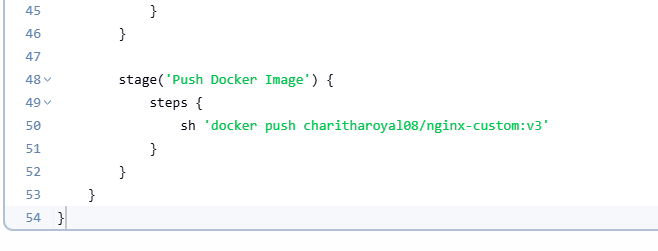 45             }
46         }
47
48         stage('Push Docker Image') {
49             steps {
50                 sh 'docker push charitharoyal08/nginx-custom:v3'
51             }
52         }
53     }
54 }